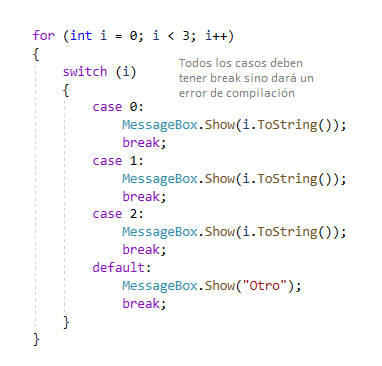 for (int i = 0; i < 3; i++)
{
switch (i)
Todos los casos deben
tener break sino dará un
error de compilación
{
case 0:
MessageBox.Show(i.ToString());
break;
case 1:
MessageBox.Show(i.ToString());
break;
case 2:
MessageBox.Show(i.ToString());
break;
default:
MessageBox.Show("Otro");
break;
}
}